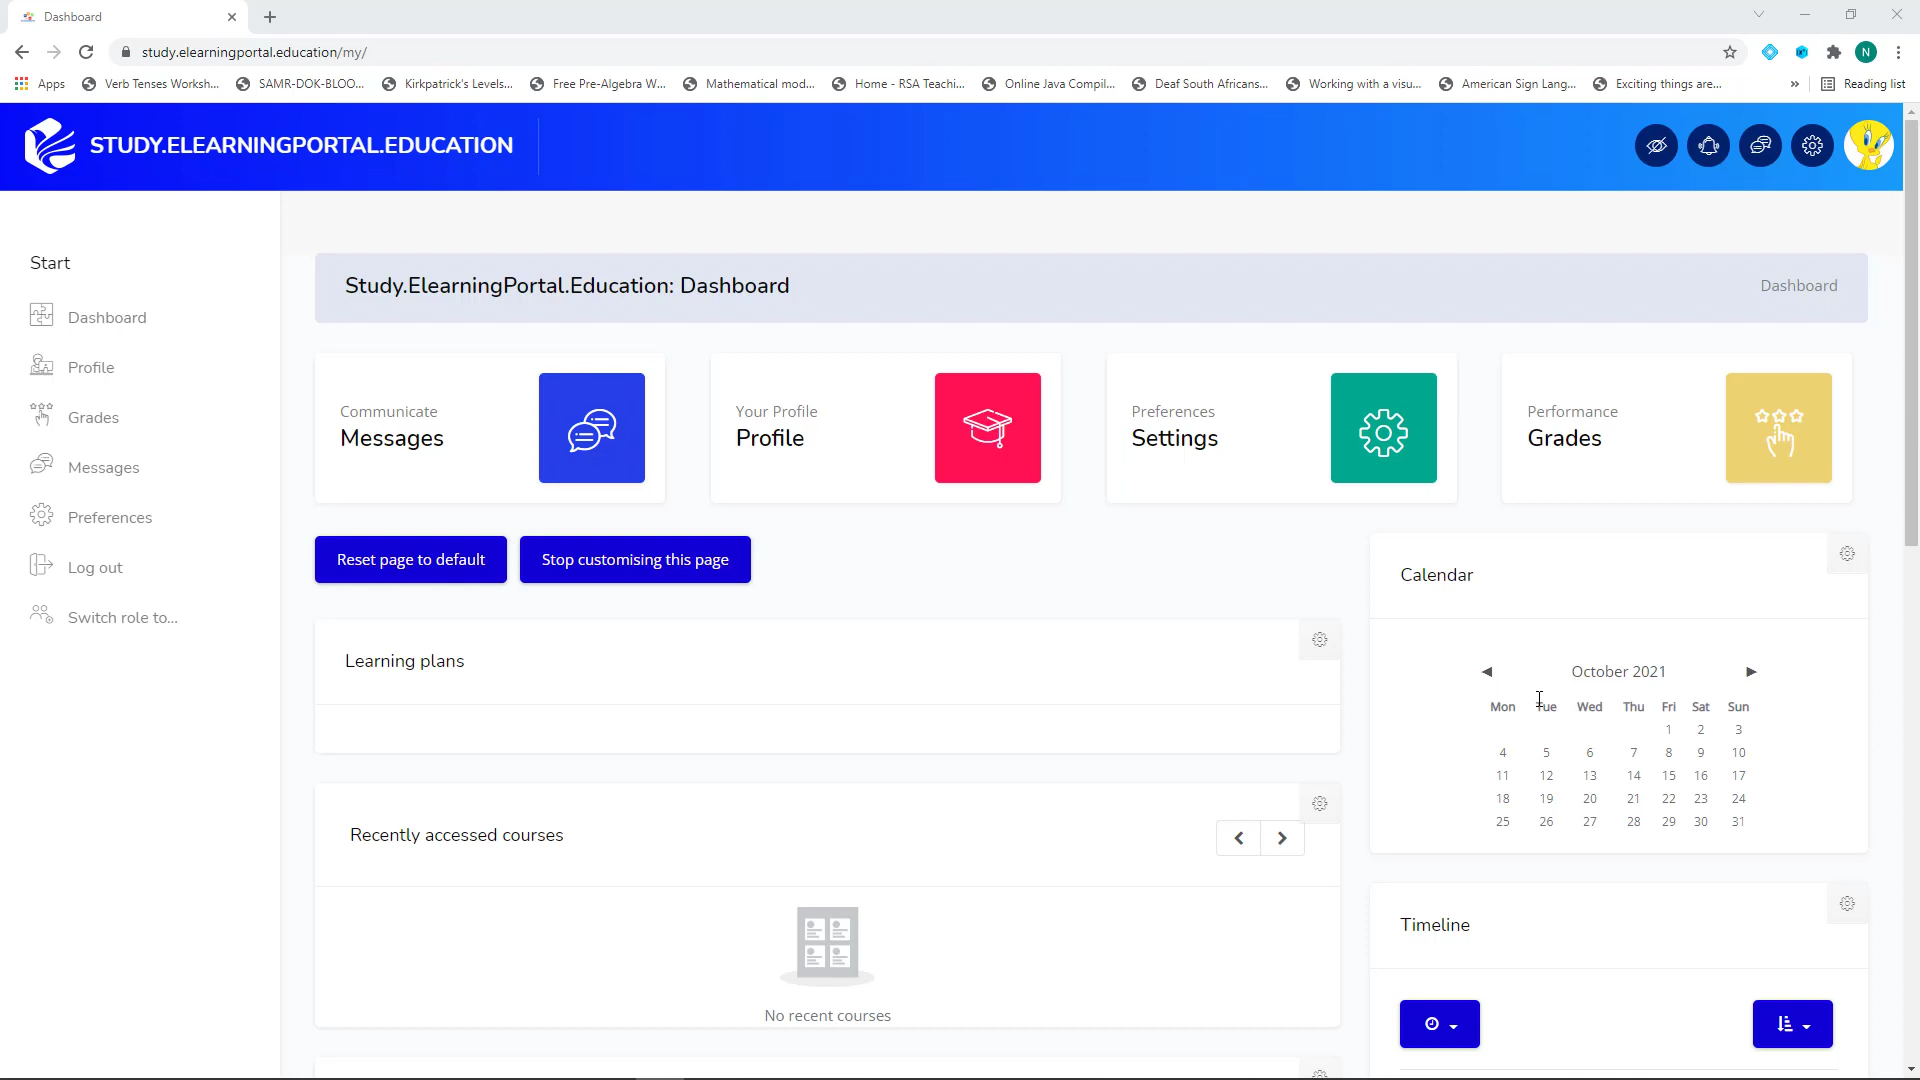 Dashboard
study.elearningportal.education/my/
N
Apps
Verb Tenses Worksh...
SAMR-DOK-BLOO...
Kirkpatrick's Levels...
Free Pre-Algebra W...
Mathematical mod...
Home - RSA Teachi...
Online Java Compil...
Deaf South Africans...
Working with a visu...
American Sign Lang...
Exciting things are...
»
Reading list
STUDY.ELEARNINGPORTAL.EDUCATION
Start
Dashboard
Profile
Grades
Messages
Preferences
Log out
Switch role to...
Study.ElearningPortal.Education: Dashboard
Dashboard
Communicate
Messages
Your Profile
Profile
Preferences
Settings
Performance
Grades
Reset page to default
Stop customising this page
Learning plans
Recently accessed courses
No recent courses
Calendar
◄ October 2021 ►
Mon Tue Wed Thu Fri Sat Sun
1 2 3
4 5 6 7 8 9 10
11 12 13 14 15 16 17
18 19 20 21 22 23 24
25 26 27 28 29 30 31
Timeline